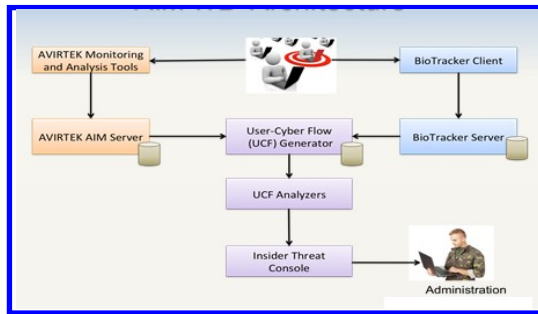 Architecture
AVIRTEK Monitoring
and Analysis Tools
BioTracker Client
AVIRTEK AIM Server
User-Cyber Flow
(UCF) Generator
BioTracker Server
UCF Analyzers
Insider Threat
Console
Administration